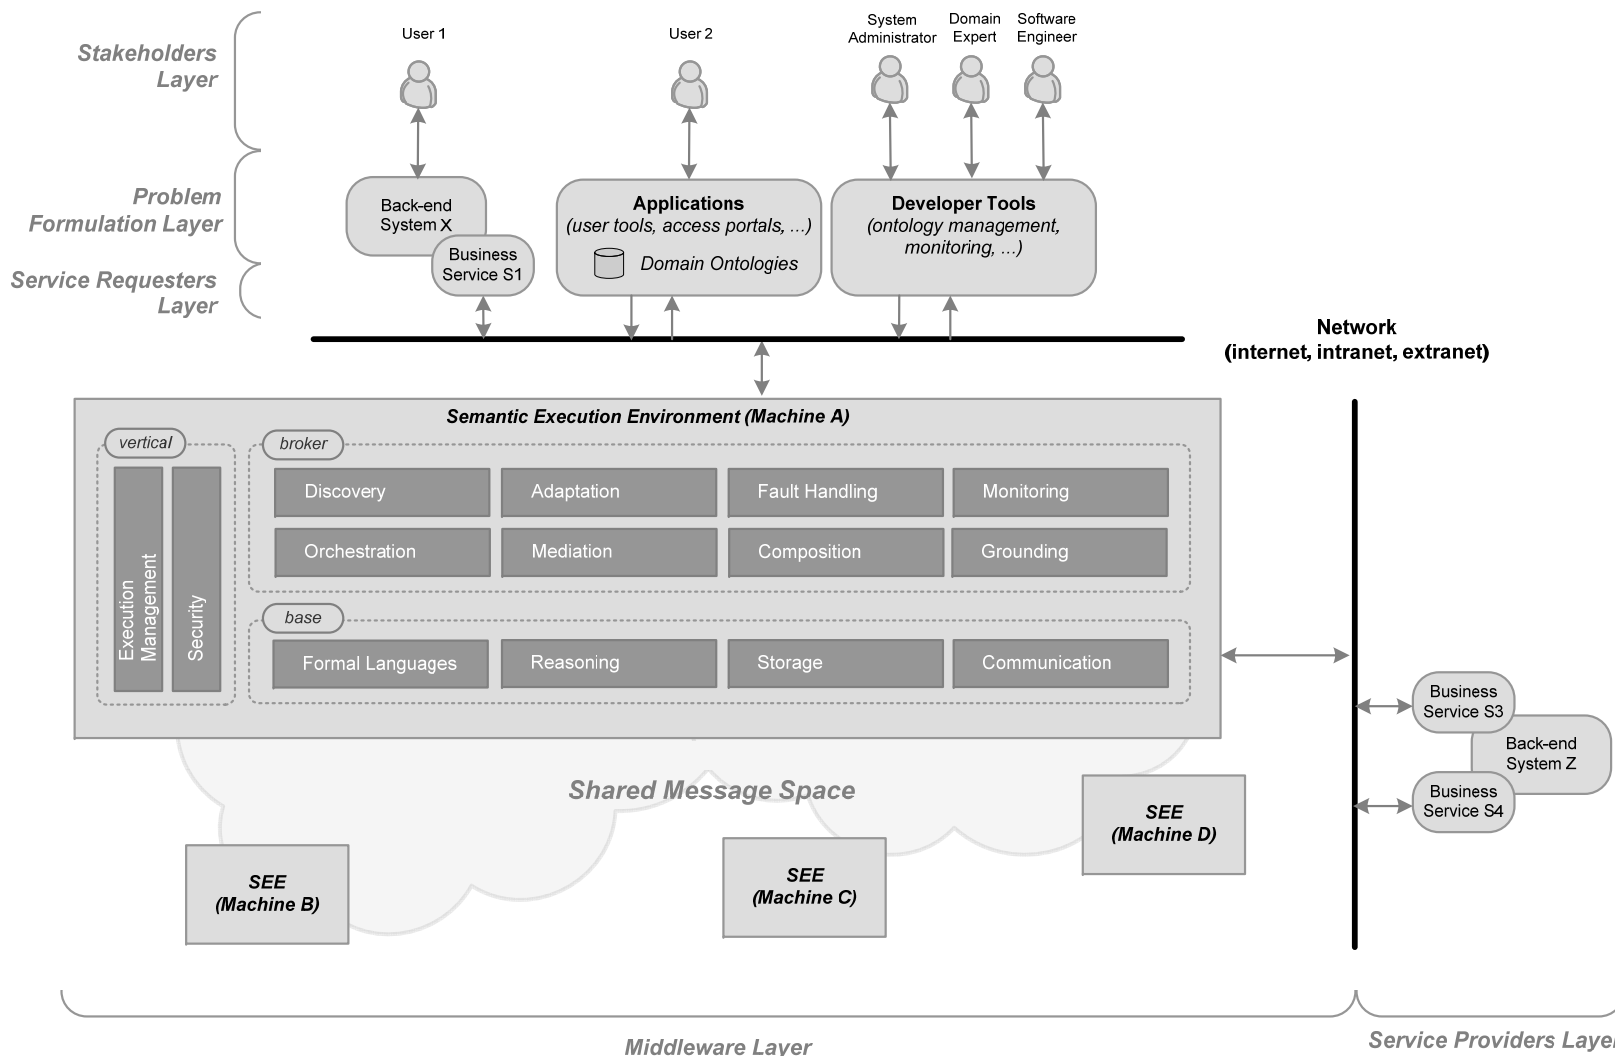 Stakeholders
Layer
User 1
User 2
System
Administrator
Domain
Expert
Software
Engineer
Problem
Formulation Layer
Back-end
System X
Applications
(user tools, access portals, ...)
Domain Ontologies
Developer Tools
(ontology management,
monitoring, ...)
Service Requesters
Layer
Business
Service S1
Network
(internet, intranet, extranet)
Semantic Execution Environment (Machine A)
vertical
Execution
Management
Security
broker
Discovery
Adaptation
Fault Handling
Monitoring
Orchestration
Mediation
Composition
Grounding
base
Formal Languages
Reasoning
Storage
Communication
Business
Service S3
Back-end
System Z
Business
Service S4
Shared Message Space
SEE
(Machine B)
SEE
(Machine C)
SEE
(Machine D)
Middleware Layer
Service Providers Layer